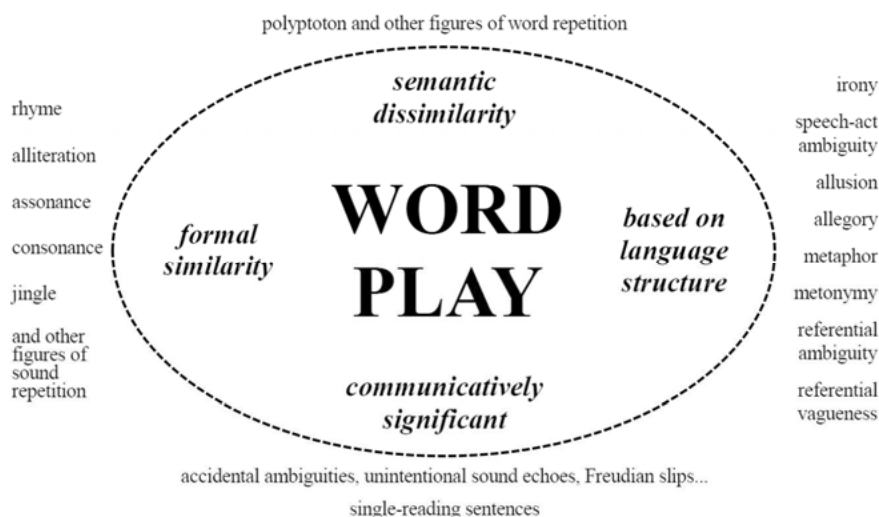 polyptoton and other figures of word repetition
semantic
dissimilarity
rhyme
alliteration
assonance
consonance
jingle
and other
figures of
sound
repetition
formal
similarity
WORD
PLAY
based on
language
structure
irony
speech-act
ambiguity
allusion
allegory
metaphor
metonymy
referential
ambiguity
referential
vagueness
communicatively
significant
accidental ambiguities, unintentional sound echoes, Freudian slips...
single-reading sentences